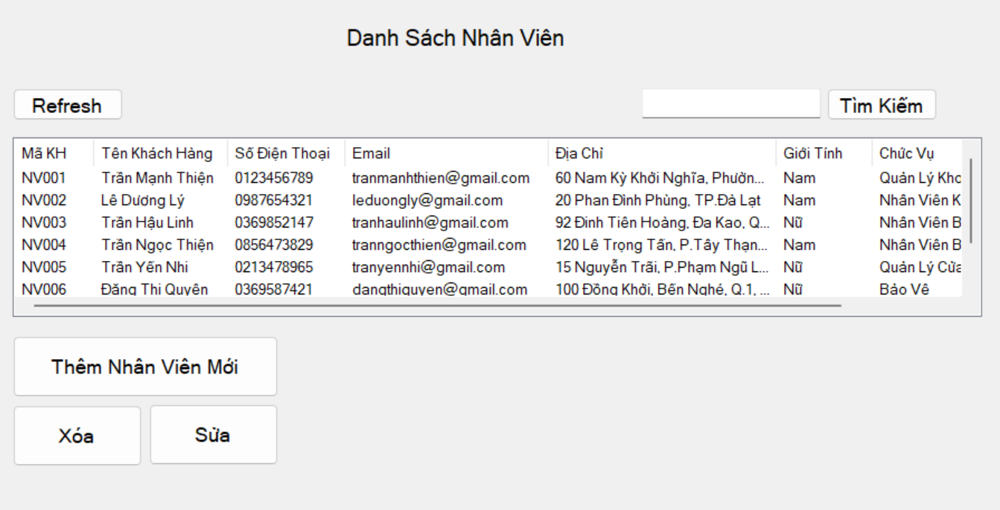 Danh Sách Nhân Viên
Refresh Tìm Kiếm
Mã KH Tên Khách Hàng Số Điện Thoại Email Địa Chỉ Giới Tính Chức Vụ
NV001 Trần Mạnh Thiện 0123456789 tranmanhthien@gmail.com 60 Nam Kỳ Khởi Nghĩa, Phườn... Nam Quản Lý Kho
NV002 Lê Dương Lý 0987654321 leduongly@gmail.com 20 Phan Đình Phùng, TP.Đà Lạt Nam Nhân Viên K
NV003 Trần Hậu Linh 0369852147 tranhaulinh@gmail.com 92 Đinh Tiên Hoàng, Đa Kao, Q... Nữ Nhân Viên B
NV004 Trần Ngọc Thiện 0856473829 tranngocthien@gmail.com 120 Lê Trọng Tấn, P.Tây Thạn... Nam Nhân Viên B
NV005 Trần Yến Nhi 0213478965 tranyennhi@gmail.com 15 Nguyễn Trãi, P.Phạm Ngũ L... Nữ Quản Lý Cửa
NV006 Đặng Thị Quyên 0369587421 dangthiquyen@gmail.com 100 Đồng Khởi, Bến Nghé, Q.1, ... Nữ Bảo Vệ
Thêm Nhân Viên Mới
Xóa Sửa